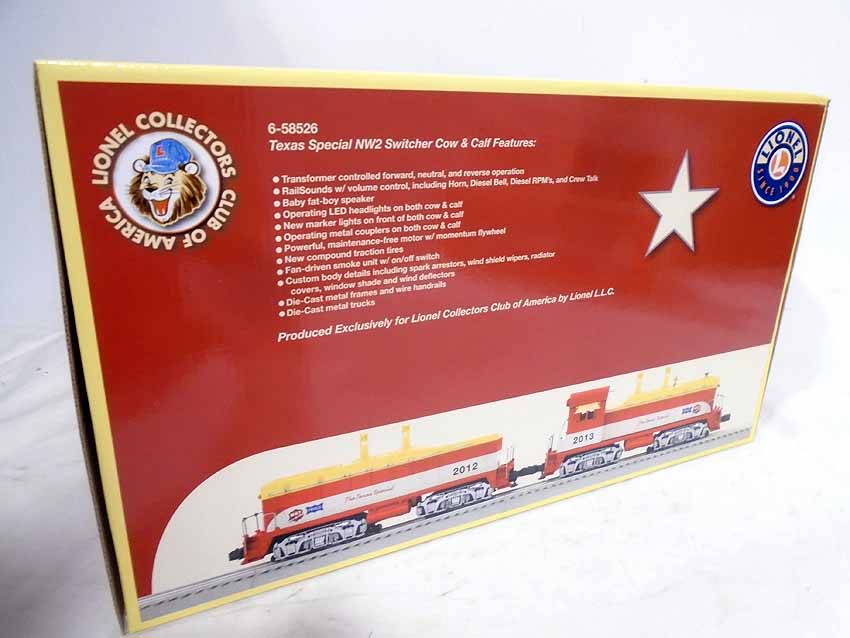 LIONEL COLLECTORS CLUB OF AMERICA
L
6-58526
Texas Special NW2 Switcher Cow & Calf Features:
● Transformer controlled forward, neutral, and reverse operation
● RailSounds w/ volume control, including Horn, Diesel Bell, Diesel RPM's, and Crew Talk
● Baby fat-boy speaker
● Operating LED headlights on both cow & calf
● New marker lights on front of both cow & calf
● Operating metal couplers on both cow & calf
● Powerful, maintenance-free motor w/ momentum flywheel
● New compound traction tires
● Fan-driven smoke unit w/ on/off switch
● Custom body details including spark arrestors, wind shield wipers, radiator
covers, window shade and wind deflectors
● Die-Cast metal frames and wire handrails
● Die-Cast metal trucks
Produced Exclusively for Lionel Collectors Club of America by Lionel L.L.C.
LIONEL
L
SINCE 1900
®
The Texas Special
2012
2013
The Texas Special